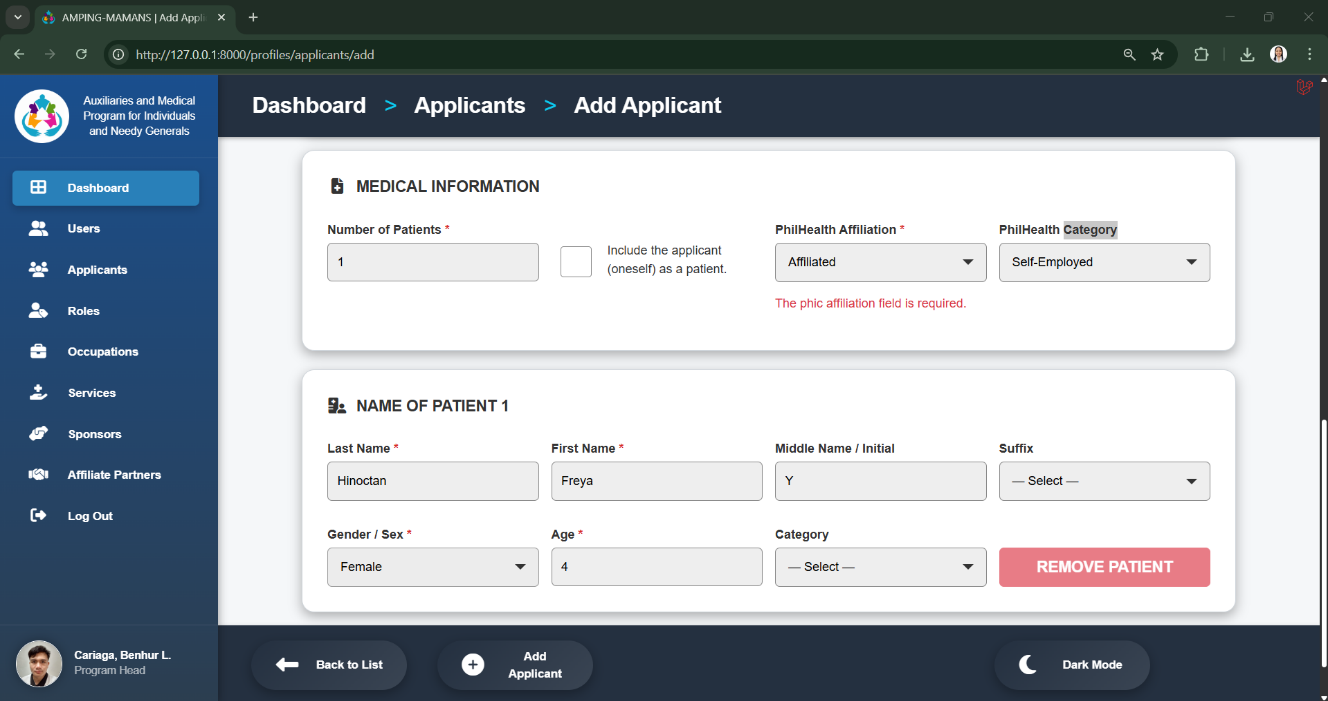 AMPING-MAMANS | Add Appli
http://127.0.0.1:8000/profiles/applicants/add
Auxiliaries and Medical
Program for Individuals
and Needy Generals
Dashboard > Applicants > Add Applicant
Dashboard
Users
Applicants
Roles
Occupations
Services
Sponsors
Affiliate Partners
Log Out
Cariaga, Benhur L.
Program Head
MEDICAL INFORMATION
Number of Patients *
1
Include the applicant
(oneself) as a patient.
PhilHealth Affiliation *
Affiliated
The phic affiliation field is required.
PhilHealth Category
Self-Employed
NAME OF PATIENT 1
Last Name * First Name * Middle Name / Initial Suffix
Hinoctan Freya Y — Select —
Gender / Sex * Age * Category
Female 4 — Select — REMOVE PATIENT
Back to List
Add
Applicant
Dark Mode